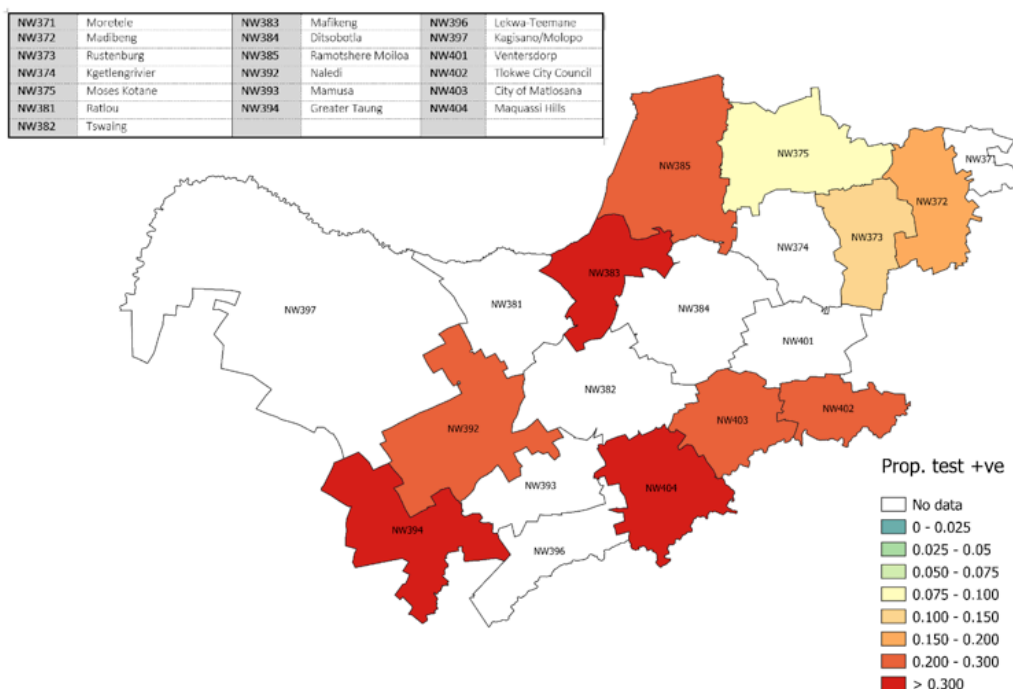 NW371 Moretele NW383 Mafikeng NW396 Lekwa-Teemane
NW372 Madibeng NW384 Ditsobotla NW397 Kagisano/Molopo
NW373 Rustenburg NW385 Ramotshere Moiloa NW401 Ventersdorp
NW374 Kgetlengrivier NW392 Naledi NW402 Tlokwe City Council
NW375 Moses Kotane NW393 Mamusa NW403 City of Matlosana
NW381 Ratlou NW394 Greater Taung NW404 Maquassi Hills
NW382 Tswaing
NW371
NW375
NW385
NW372
NW373
NW374
NW383
NW381
NW384
NW397
NW401
NW382
NW402
NW403
NW392
NW393
NW404
NW394
NW396
Prop. test +ve
No data
0 - 0.025
0.025 - 0.05
0.050 - 0.075
0.075 - 0.100
0.100 - 0.150
0.150 - 0.200
0.200 - 0.300
> 0.300